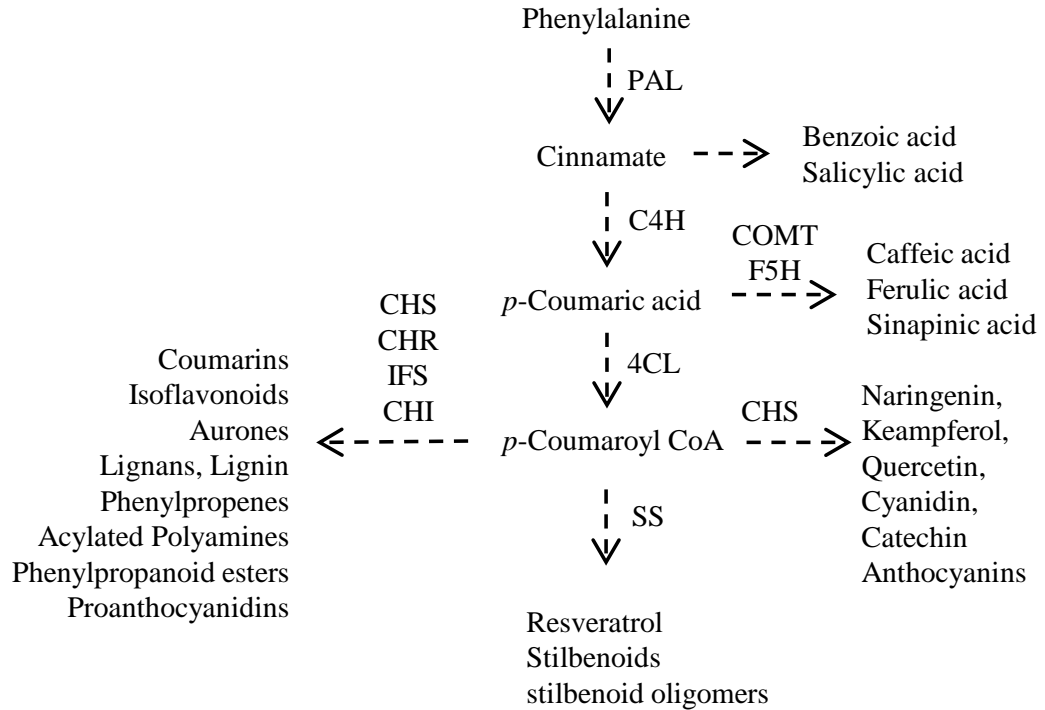 Phenylalanine
PAL
Cinnamate
Benzoic acid
Salicylic acid
C4H
COMT
F5H
p-Coumaric acid
Caffeic acid
Ferulic acid
Sinapinic acid
CHS
CHR
IFS
CHI
4CL
Coumarins
Isoflavonoids
Aurones
Lignans, Lignin
Phenylpropenes
Acylated Polyamines
Phenylpropanoid esters
Proanthocyanidins
p-Coumaroyl CoA
CHS
Naringenin,
Keampferol,
Quercetin,
Cyanidin,
Catechin
Anthocyanins
SS
Resveratrol
Stilbenoids
stilbenoid oligomers